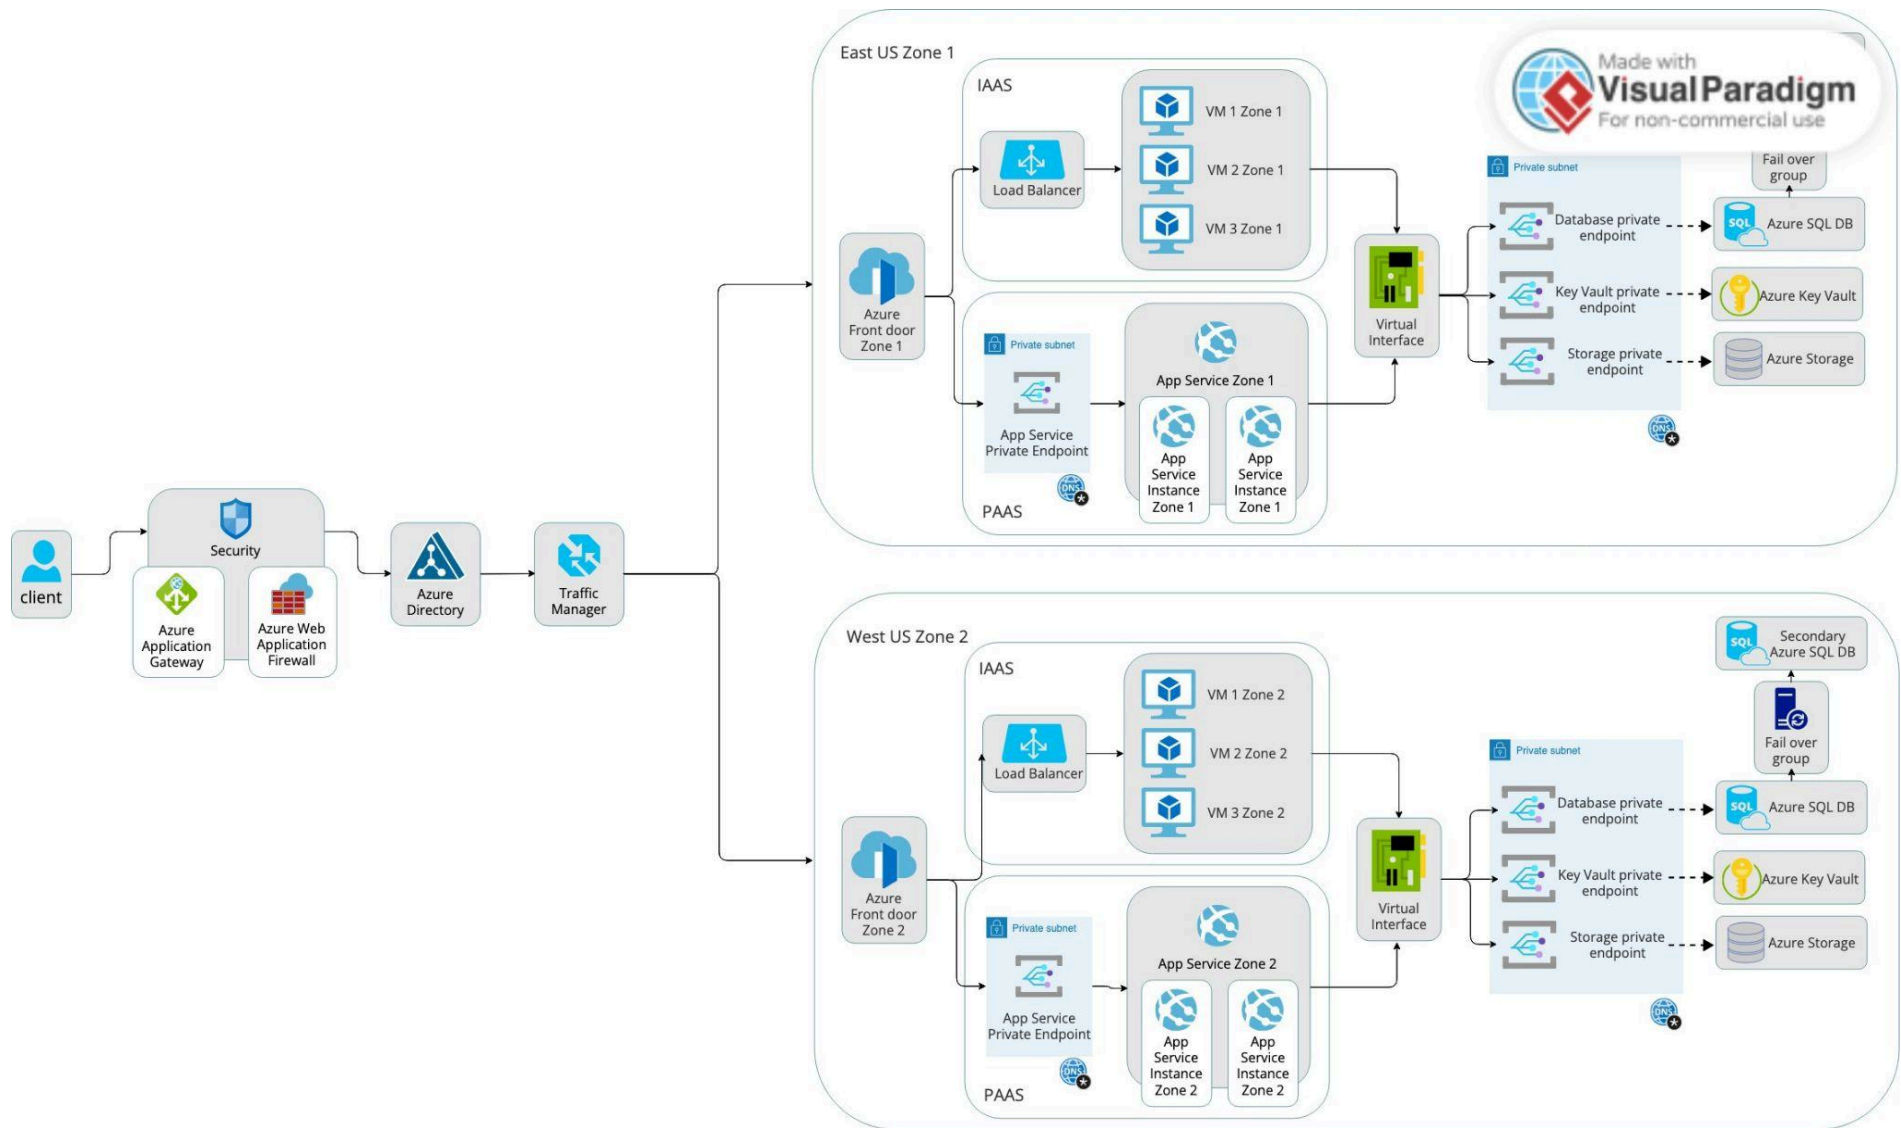 East US Zone 1
Made with
Visual Paradigm
For non-commercial use
IAAS
VM 1 Zone 1
VM 2 Zone 1
VM 3 Zone 1
Load Balancer
Private subnet
Fail over
group
Database private
endpoint
Azure SQL DB
Key Vault private
endpoint
Azure Key Vault
Storage private
endpoint
Azure Storage
SQL
DNS
Azure
Front door
Zone 1
Virtual
Interface
Private subnet
App Service
Private Endpoint
DNS
PAAS
App Service Zone 1
App
Service
Instance
Zone 1
App
Service
Instance
Zone 1
client
Security
Azure
Application
Gateway
Azure Web
Application
Firewall
Azure
Directory
Traffic
Manager
West US Zone 2
IAAS
VM 1 Zone 2
VM 2 Zone 2
VM 3 Zone 2
Load Balancer
SQL
Secondary
Azure SQL DB
Fail over
group
Private subnet
Database private
endpoint
SQL
Azure SQL DB
Key Vault private
endpoint
Azure Key Vault
Storage private
endpoint
Azure Storage
DNS
Azure
Front door
Zone 2
Virtual
Interface
Private subnet
App Service
Private Endpoint
DNS
PAAS
App Service Zone 2
App
Service
Instance
Zone 2
App
Service
Instance
Zone 2